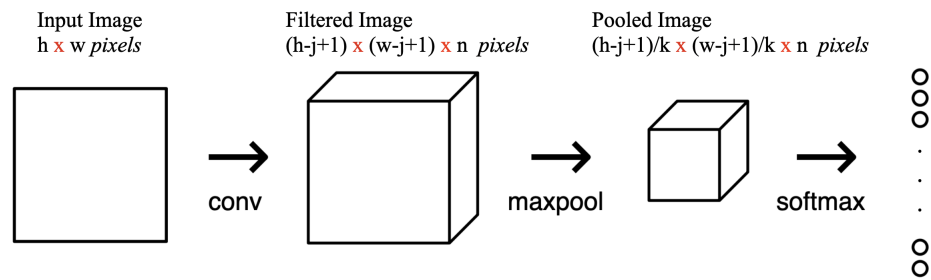 Input Image
h x w pixels
Filtered Image
(h-j+1) x (w-j+1) x n pixels
Pooled Image
(h-j+1)/k x (w-j+1)/k x n pixels
conv
maxpool
softmax